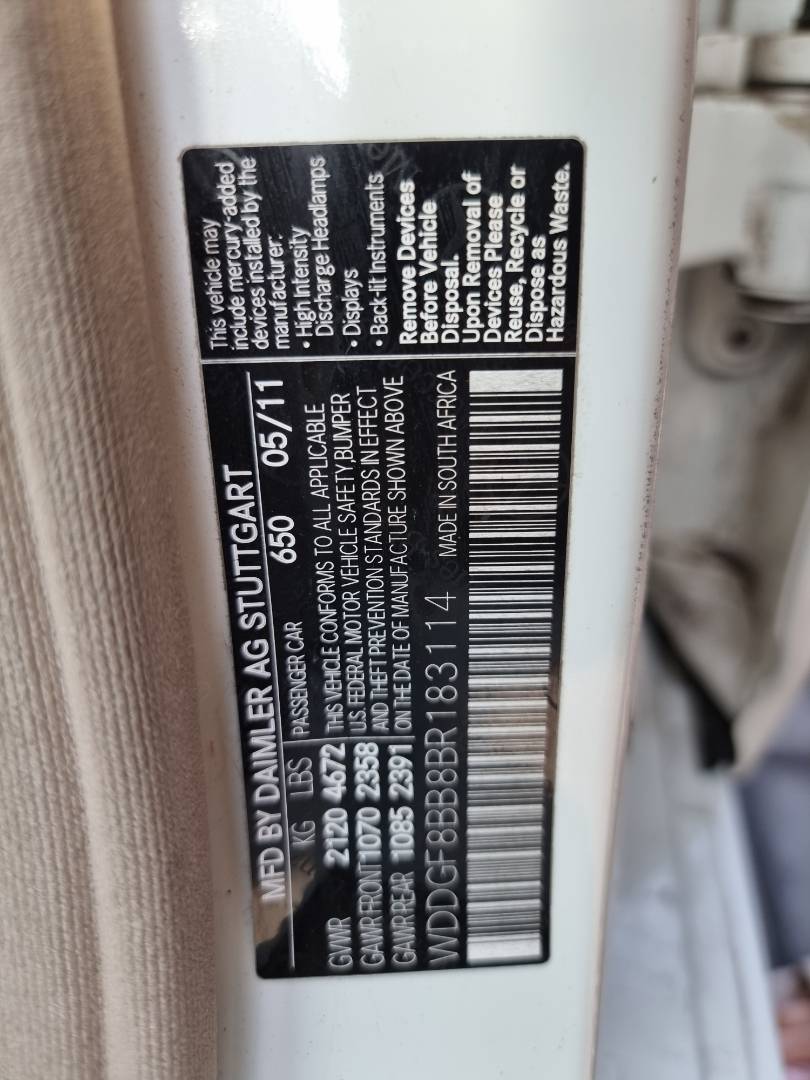 MFD BY DAIMLER AG STUTTGART
KG LBS PASSENGER CAR 650 05/11
GVWR 2120 4672
GAWR FRONT 1070 2358
GAWR REAR 1085 2391
THIS VEHICLE CONFORMS TO ALL APPLICABLE
U.S. FEDERAL MOTOR VEHICLE SAFETY,BUMPER
AND THEFT PREVENTION STANDARDS IN EFFECT
ON THE DATE OF MANUFACTURE SHOWN ABOVE
WDDGF8BB8BR183114 MADE IN SOUTH AFRICA
This vehicle may
include mercury-added
devices installed by the
manufacturer:
• High Intensity
Discharge Headlamps
• Displays
• Back-lit Instruments
Remove Devices
Before Vehicle
Disposal.
Upon Removal of
Devices Please
Reuse, Recycle or
Dispose as
Hazardous Waste.